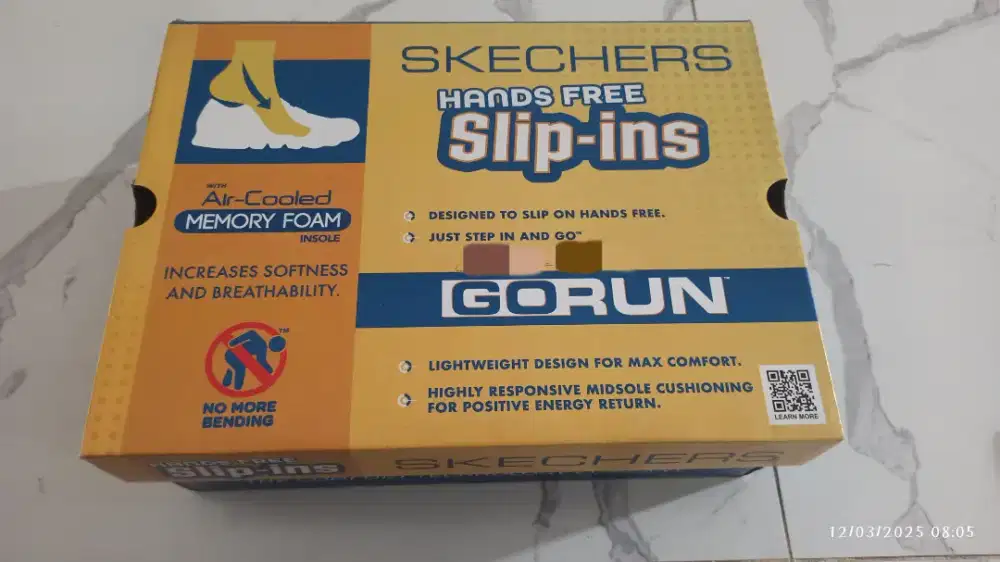 SKECHERS
HANDS FREE
Slip-ins
WITH
Air-Cooled
MEMORY FOAM
INSOLE
INCREASES SOFTNESS
AND BREATHABILITY.
TM
NO MORE
BENDING
DESIGNED TO SLIP ON HANDS FREE.
JUST STEP IN AND GO™
GORUN™
LIGHTWEIGHT DESIGN FOR MAX COMFORT.
HIGHLY RESPONSIVE MIDSOLE CUSHIONING
FOR POSITIVE ENERGY RETURN.
LEARN MORE
HANDS FREE
Slip-ins
SKECHERS
12/03/2025 08:05